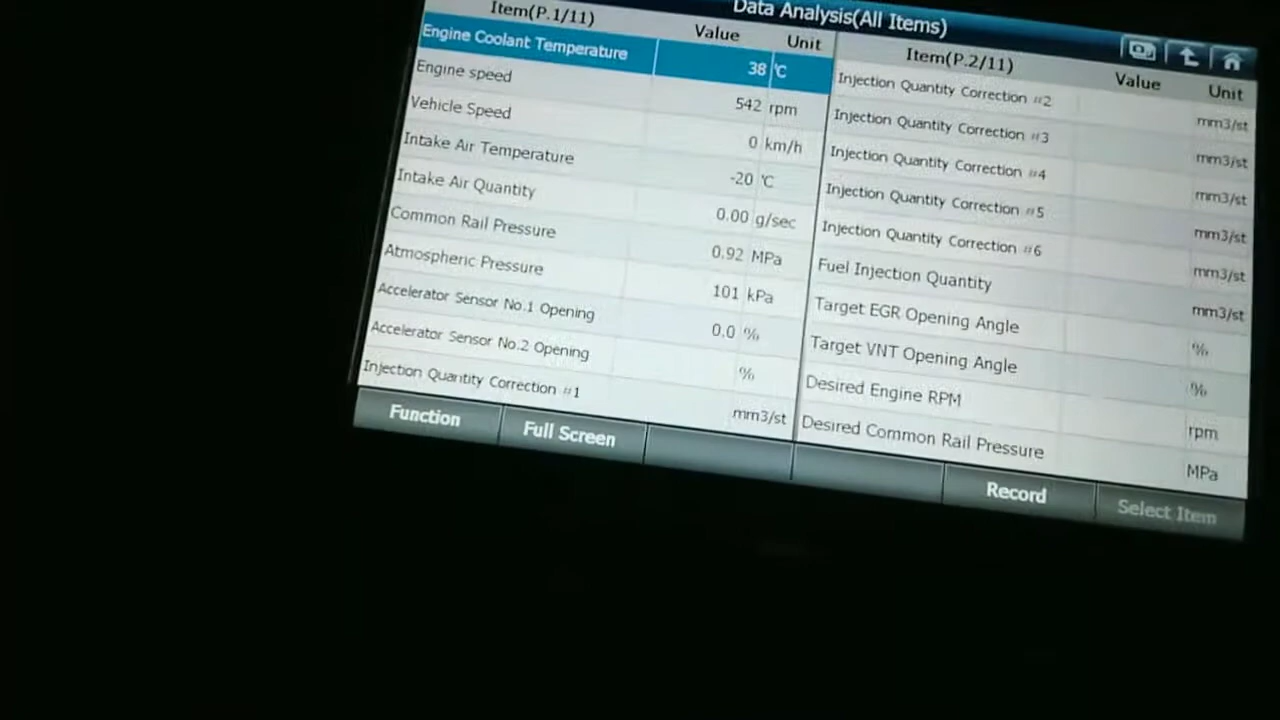 Data Analysis(All Items)
Item(P.1/11) Value Unit
Engine Coolant Temperature 38 ℃
Engine speed 542 rpm
Vehicle Speed 0 km/h
Intake Air Temperature -20 ℃
Intake Air Quantity 0.00 g/sec
Common Rail Pressure 0.92 MPa
Atmospheric Pressure 101 kPa
Accelerator Sensor No.1 Opening 0.0 %
Accelerator Sensor No.2 Opening %
Injection Quantity Correction #1 mm3/st
Item(P.2/11) Value Unit
Injection Quantity Correction #2 mm3/st
Injection Quantity Correction #3 mm3/st
Injection Quantity Correction #4 mm3/st
Injection Quantity Correction #5 mm3/st
Injection Quantity Correction #6 mm3/st
Fuel Injection Quantity mm3/st
Target EGR Opening Angle %
Target VNT Opening Angle %
Desired Engine RPM rpm
Desired Common Rail Pressure MPa
Function Full Screen Record Select Item